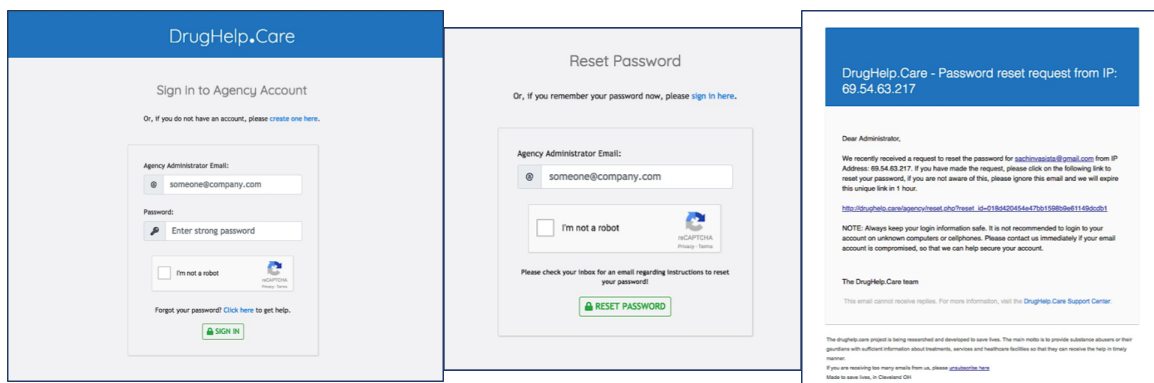 DrugHelp.Care
Sign in to Agency Account
Or, if you do not have an account, please create one here.
Agency Administrator Email:
@ someone@company.com
Password:
Enter strong password
I'm not a robot
reCAPTCHA
Privacy - Terms
Forgot your password? Click here to get help.
SIGN IN
Reset Password
Or, if you remember your password now, please sign in here.
Agency Administrator Email:
@ someone@company.com
I'm not a robot
reCAPTCHA
Privacy - Terms
Please check your inbox for an email regarding instructions to reset
your password!
RESET PASSWORD
DrugHelp.Care - Password reset request from IP:
69.54.63.217
Dear Administrator,
We recently received a request to reset the password for sachinvasista@gmail.com from IP
Address: 69.54.63.217. If you have made the request, please click on the following link to
reset your password, if you are not aware of this, please ignore this email and we will expire
this unique link in 1 hour.
http://drughelp.care/agency/reset.php?reset_id=018d420454e47bb1598b9e61149dcdb1
NOTE: Always keep your login information safe. It is not recommended to login to your
account on unknown computers or cellphones. Please contact us immediately if your email
account is compromised, so that we can help secure your account.
The DrugHelp.Care team
This email cannot receive replies. For more information, visit the DrugHelp.Care Support Center.
The drughelp.care project is being researched and developed to save lives. The main motto is to provide substance abusers or their
gaurdians with sufficient information about treatments, services and healthcare facilities so that they can receive the help in timely
manner.
If you are receiving too many emails from us, please unsubscribe here
Made to save lives, in Cleveland OH